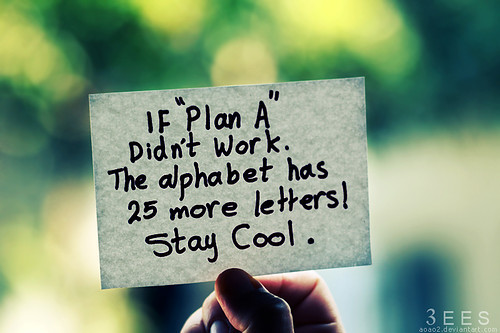 IF "Plan A"
Didn't Work.
The alphabet has
25 more letters!
Stay Cool.
3EES
aoao2.deviantart.com